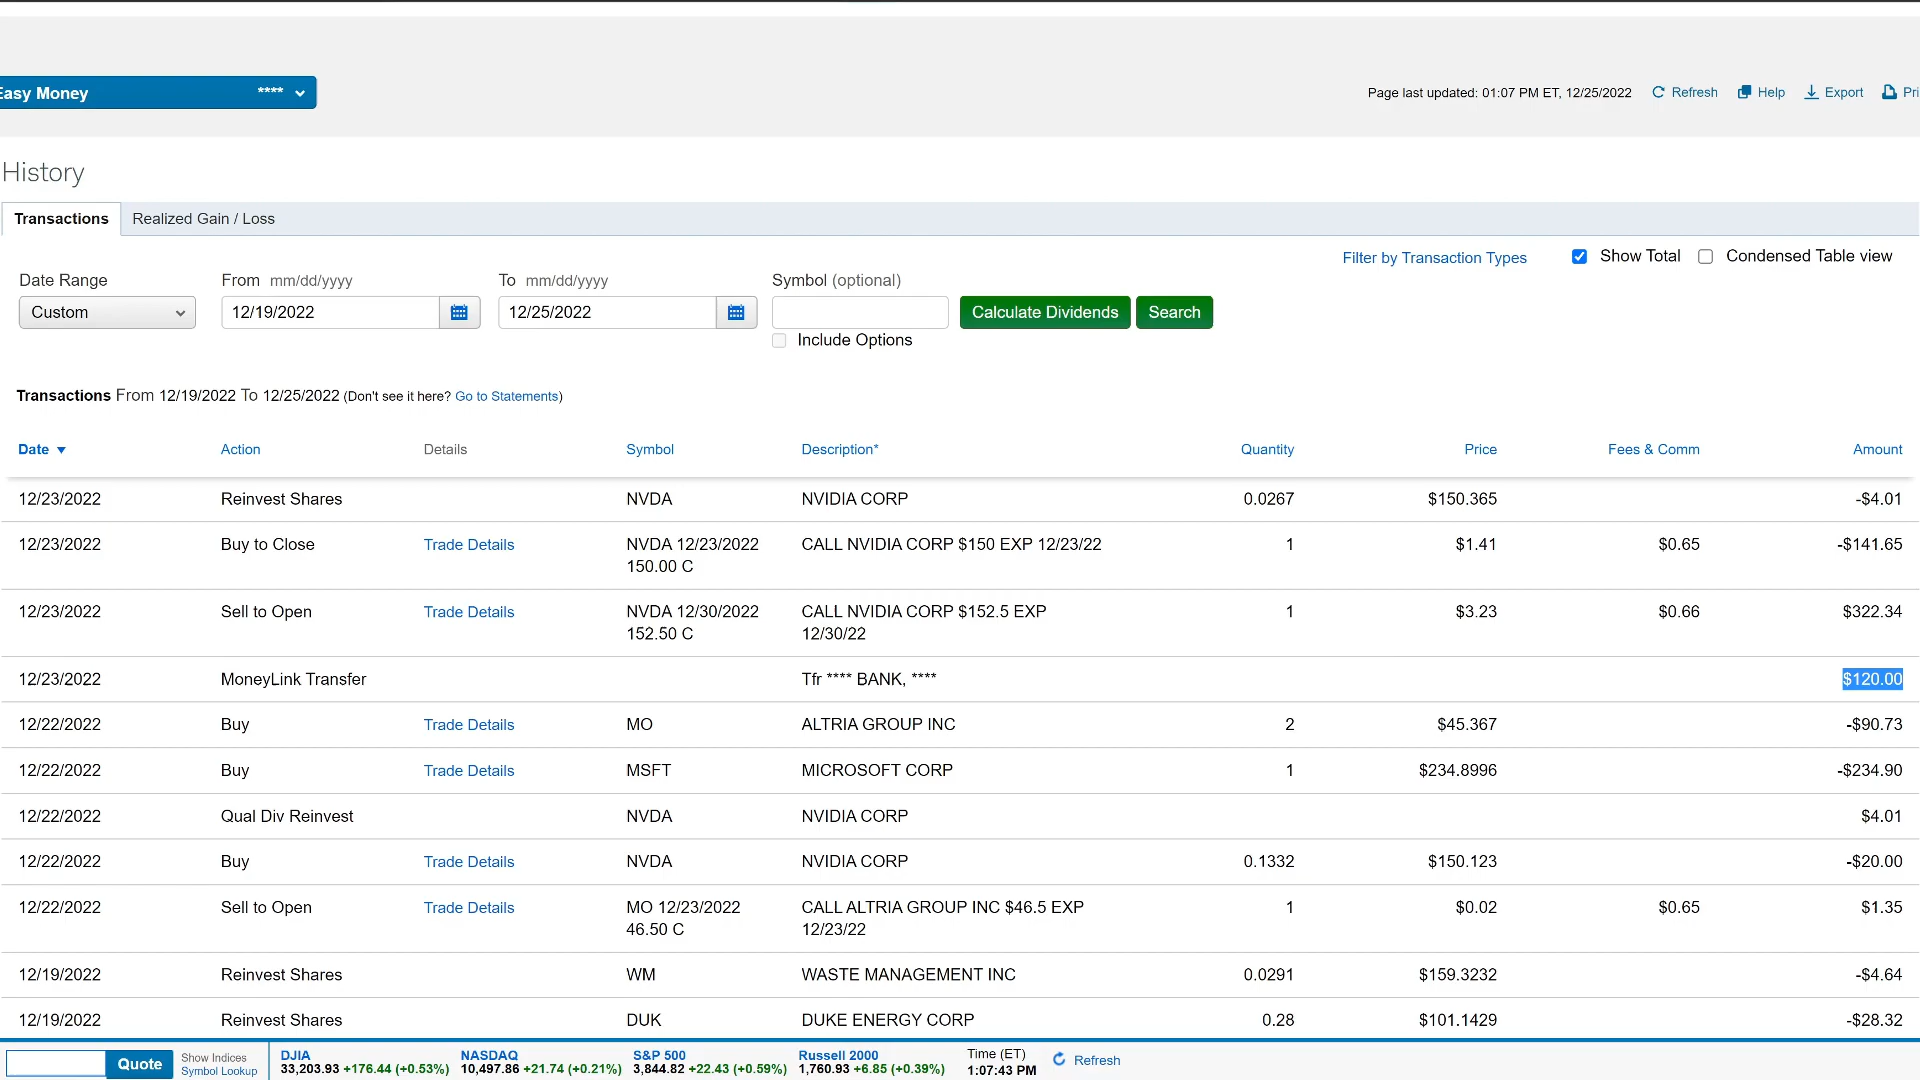 Easy Money **** 
Page last updated: 01:07 PM ET, 12/25/2022 Refresh Help Export
History
Transactions Realized Gain / Loss
Filter by Transaction Types Show Total Condensed Table view
Date Range From mm/dd/yyyy To mm/dd/yyyy Symbol (optional)
Custom 12/19/2022 12/25/2022 Calculate Dividends Search
Include Options
Transactions From 12/19/2022 To 12/25/2022 (Don't see it here? Go to Statements)
Date Action Details Symbol Description* Quantity Price Fees & Comm Amount
12/23/2022 Reinvest Shares NVDA NVIDIA CORP 0.0267 $150.365 -$4.01
12/23/2022 Buy to Close Trade Details NVDA 12/23/2022 CALL NVIDIA CORP $150 EXP 12/23/22 1 $1.41 $0.65 -$141.65
150.00 C
12/23/2022 Sell to Open Trade Details NVDA 12/30/2022 CALL NVIDIA CORP $152.5 EXP 1 $3.23 $0.66 $322.34
152.50 C 12/30/22
12/23/2022 MoneyLink Transfer Tfr **** BANK, **** $120.00
12/22/2022 Buy Trade Details MO ALTRIA GROUP INC 2 $45.367 -$90.73
12/22/2022 Buy Trade Details MSFT MICROSOFT CORP 1 $234.8996 -$234.90
12/22/2022 Qual Div Reinvest NVDA NVIDIA CORP $4.01
12/22/2022 Buy Trade Details NVDA NVIDIA CORP 0.1332 $150.123 -$20.00
12/22/2022 Sell to Open Trade Details MO 12/23/2022 CALL ALTRIA GROUP INC $46.5 EXP 1 $0.02 $0.65 $1.35
46.50 C 12/23/22
12/19/2022 Reinvest Shares WM WASTE MANAGEMENT INC 0.0291 $159.3232 -$4.64
12/19/2022 Reinvest Shares DUK DUKE ENERGY CORP 0.28 $101.1429 -$28.32
Quote Show Indices DJIA NASDAQ S&P 500 Russell 2000 Time (ET) Refresh
Symbol Lookup 33,203.93 +176.44 (+0.53%) 10,497.86 +21.74 (+0.21%) 3,844.82 +22.43 (+0.59%) 1,760.93 +6.85 (+0.39%) 1:07:43 PM